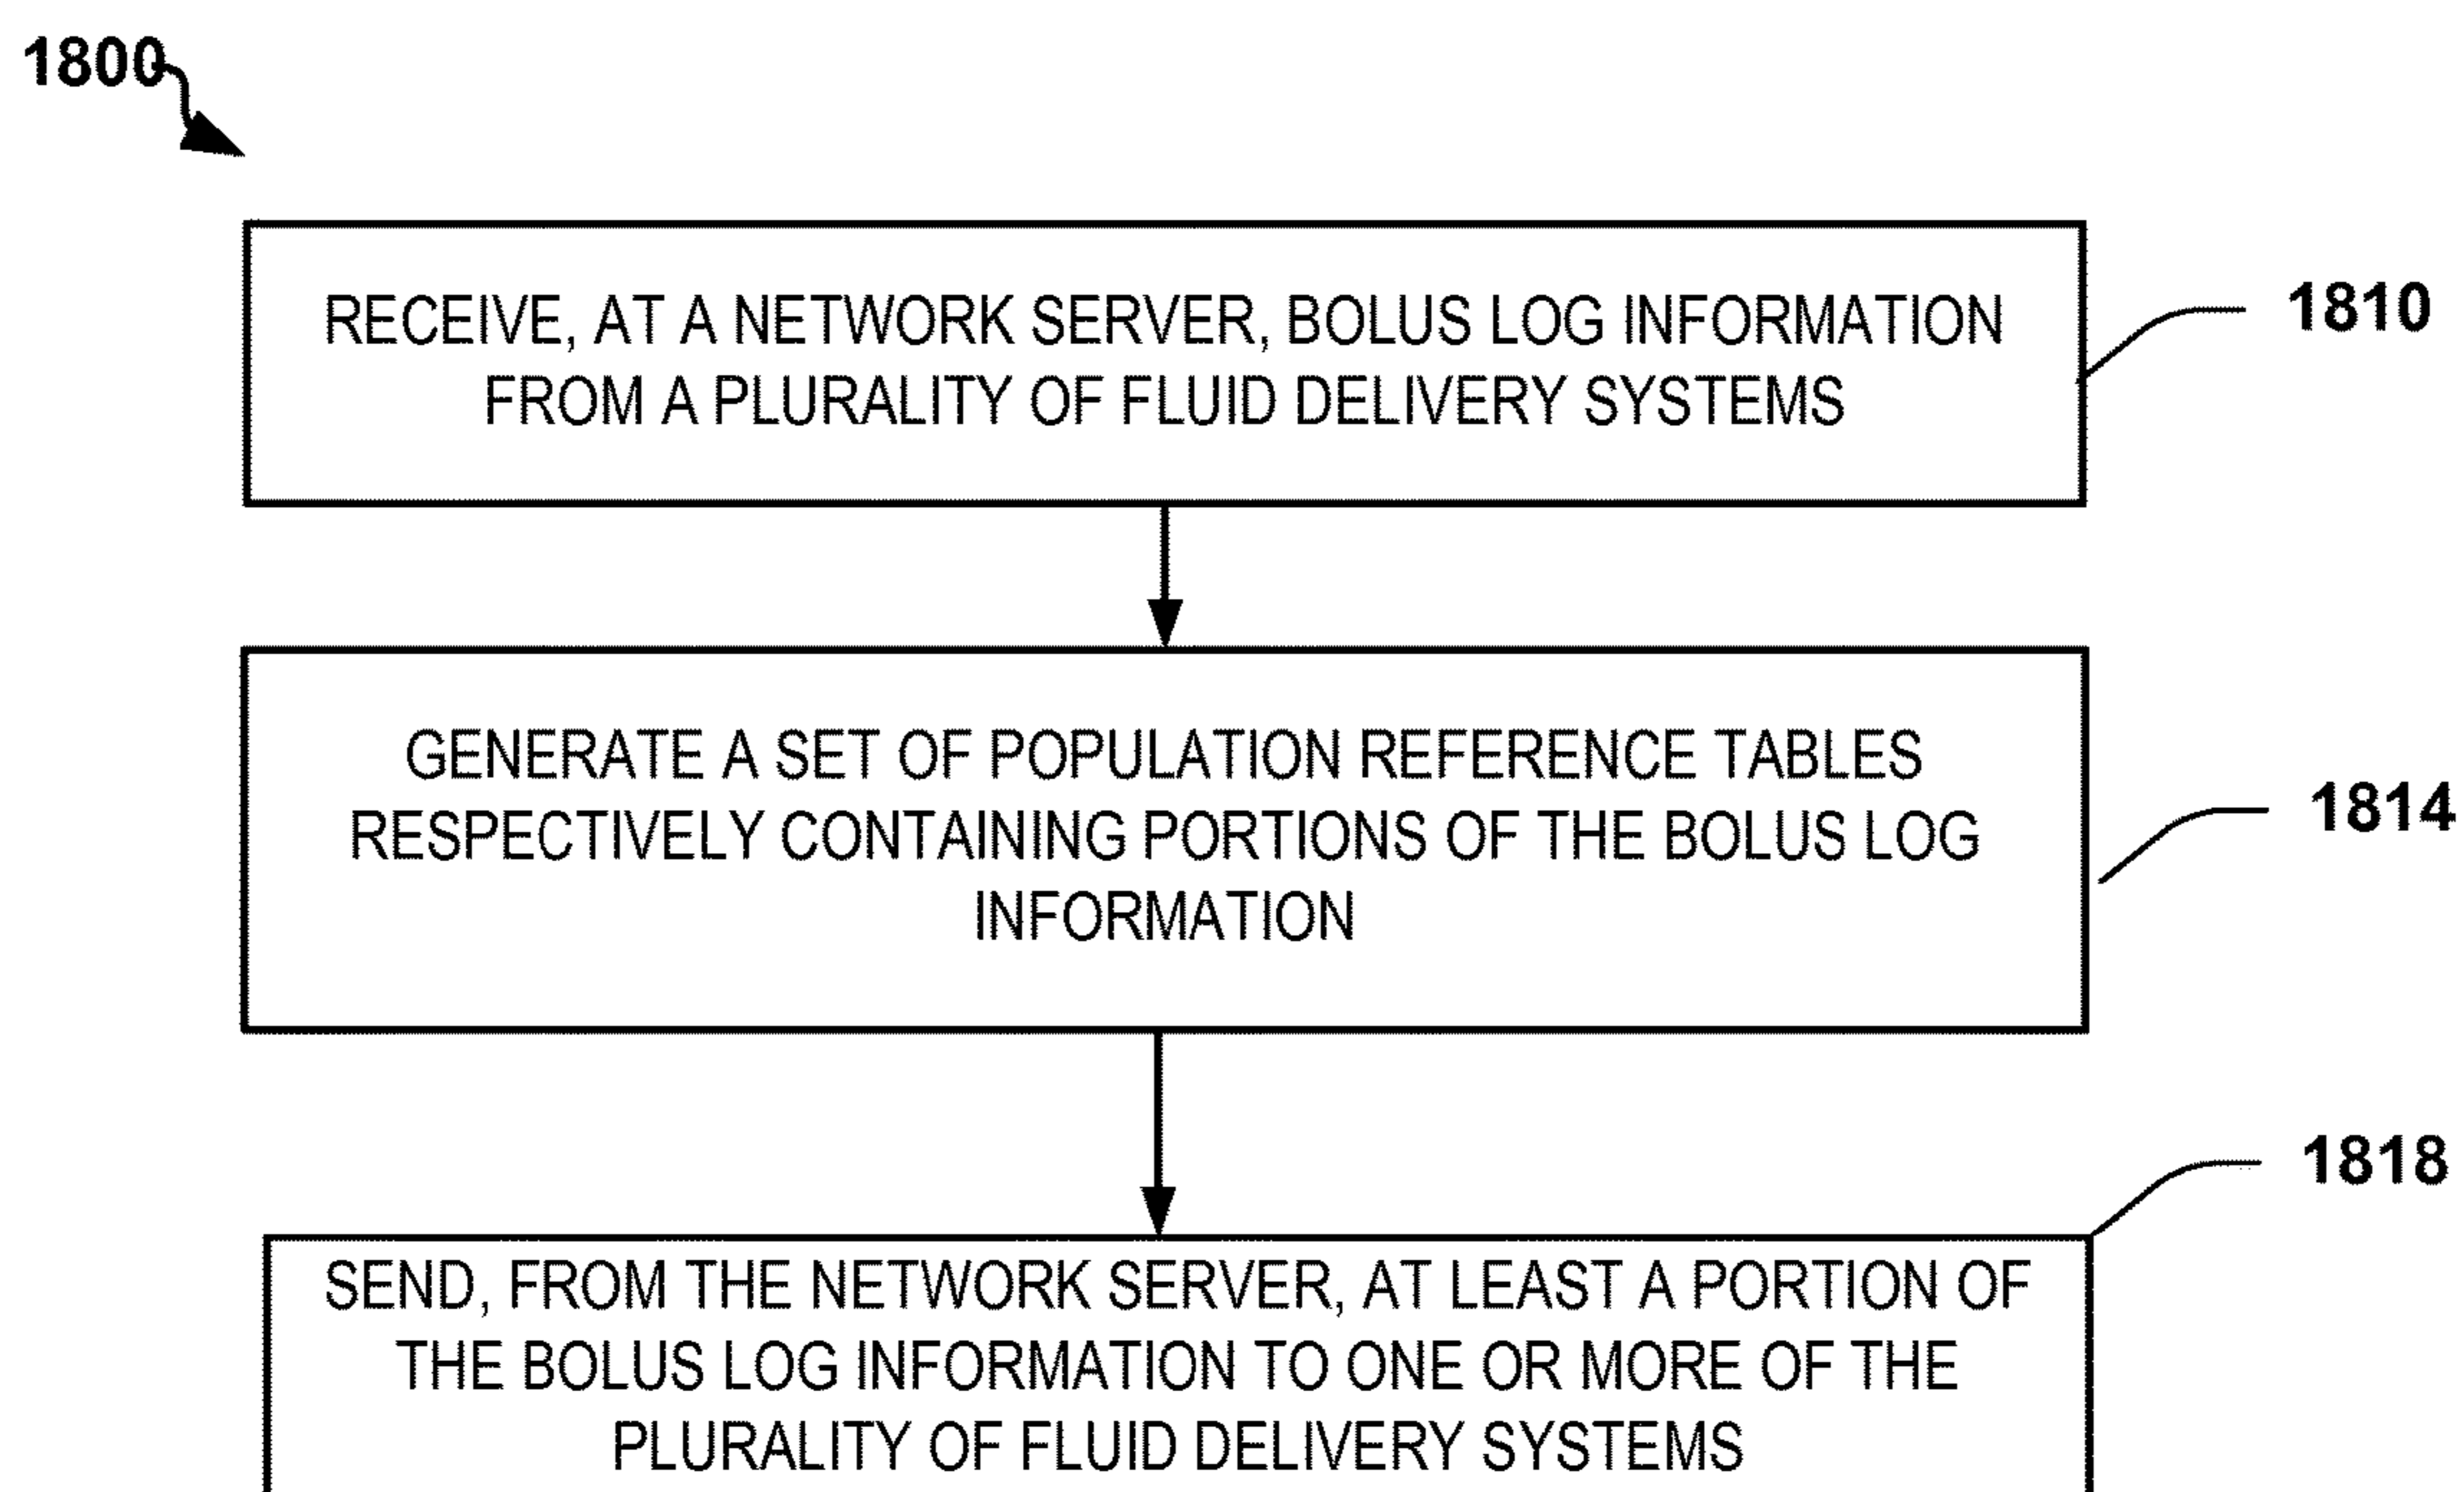 1800
RECEIVE, AT A NETWORK SERVER, BOLUS LOG INFORMATION
FROM A PLURALITY OF FLUID DELIVERY SYSTEMS
1810
GENERATE A SET OF POPULATION REFERENCE TABLES
RESPECTIVELY CONTAINING PORTIONS OF THE BOLUS LOG
INFORMATION
1814
1818
SEND, FROM THE NETWORK SERVER, AT LEAST A PORTION OF
THE BOLUS LOG INFORMATION TO ONE OR MORE OF THE
PLURALITY OF FLUID DELIVERY SYSTEMS